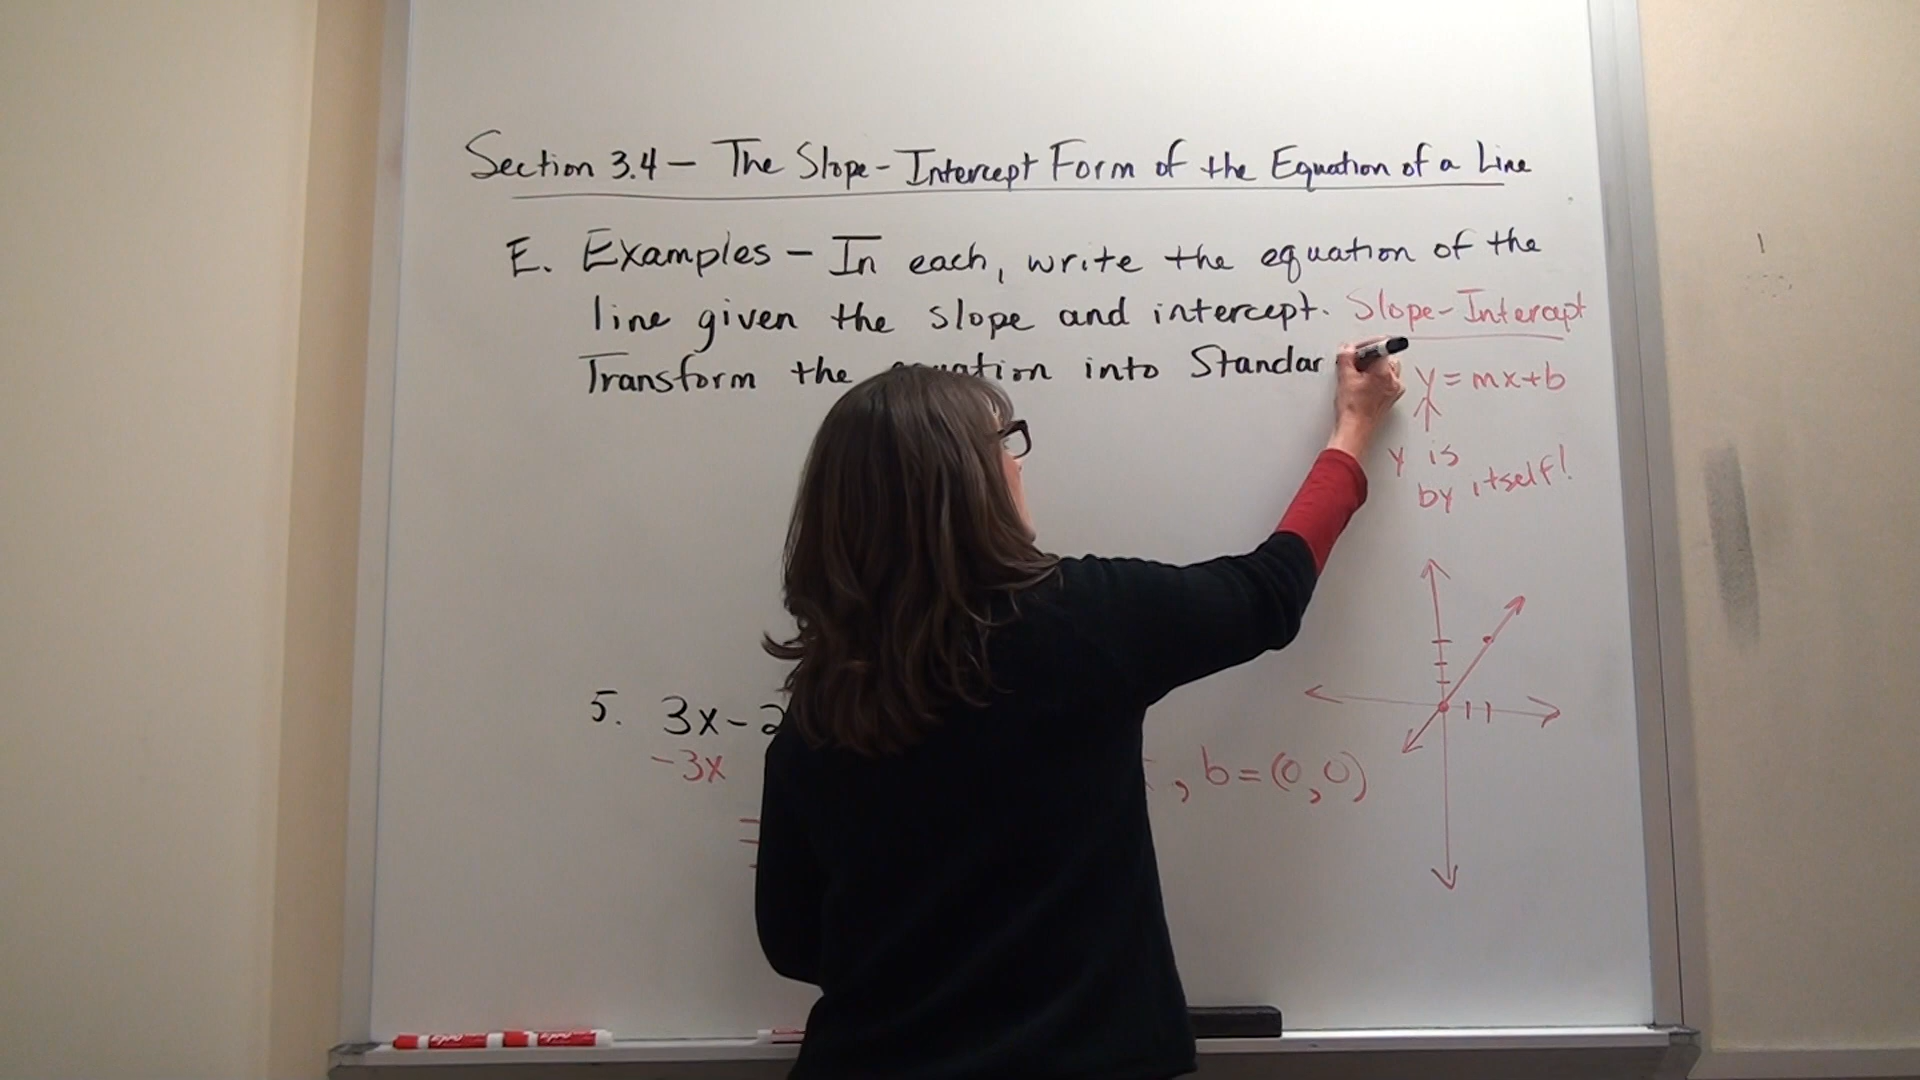 Section 3.4 – The Slope-Intercept Form of the Equation of a Line
E. Examples – In each, write the equation of the
line given the slope and intercept.
Transform the equation into Standar
Slope-Intercept
y = mx+b
y is
by itself!
5. 3x-2
-3x
, b=(0,0)